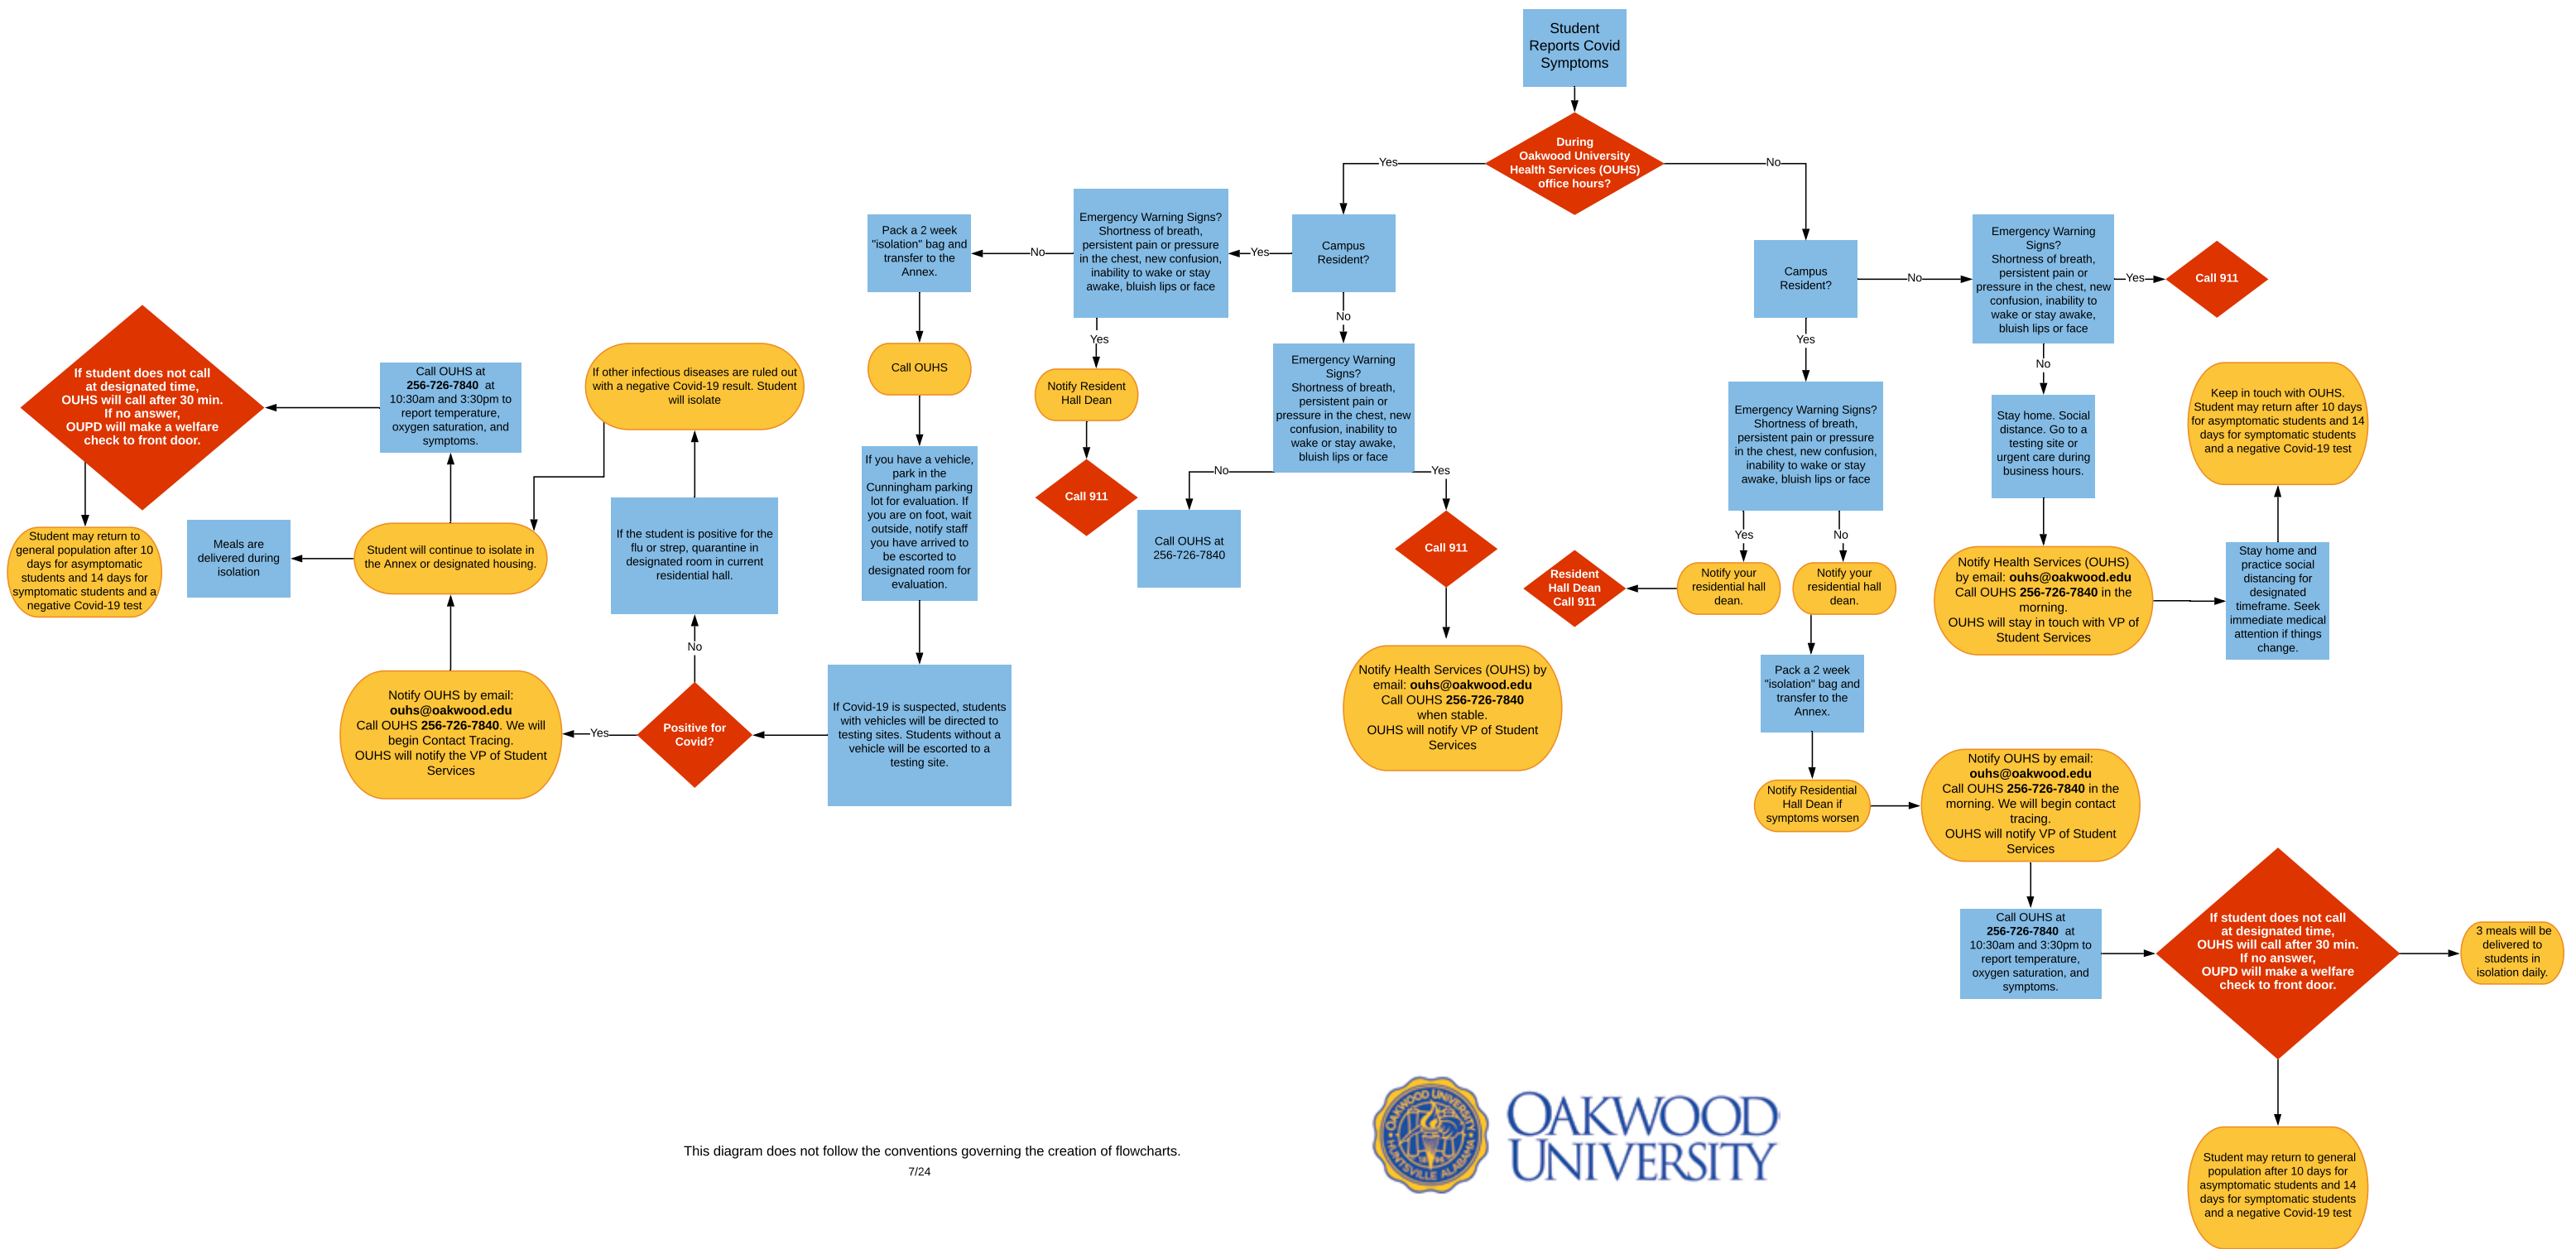 Student
Reports Covid
Symptoms
During
Oakwood University
Health Services (OUHS)
office hours?
Yes
No
Campus
Resident?
Yes
No
Emergency Warning Signs?
Shortness of breath,
persistent pain or pressure
in the chest, new confusion,
inability to wake or stay
awake, bluish lips or face
No
Yes
Pack a 2 week
"isolation" bag and
transfer to the
Annex.
Call OUHS
If you have a vehicle,
park in the
Cunningham parking
lot for evaluation. If
you are on foot, wait
outside, notify staff
you have arrived to
be escorted to
designated room for
evaluation.
If Covid-19 is suspected, students
with vehicles will be directed to
testing sites. Students without a
vehicle will be escorted to a
testing site.
Positive for
Covid?
No
Yes
If the student is positive for the
flu or strep, quarantine in
designated room in current
residential hall.
If other infectious diseases are ruled out
with a negative Covid-19 result. Student
will isolate
Notify OUHS by email:
ouhs@oakwood.edu
Call OUHS 256-726-7840. We will
begin Contact Tracing.
OUHS will notify the VP of Student
Services
Student will continue to isolate in
the Annex or designated housing.
Meals are
delivered during
isolation
Call OUHS at
256-726-7840 at
10:30am and 3:30pm to
report temperature,
oxygen saturation, and
symptoms.
If student does not call
at designated time,
OUHS will call after 30 min.
If no answer,
OUPD will make a welfare
check to front door.
Student may return to
general population after 10
days for asymptomatic
students and 14 days for
symptomatic students and a
negative Covid-19 test
Notify Resident
Hall Dean
Call 911
Emergency Warning
Signs?
Shortness of breath,
persistent pain or
pressure in the chest, new
confusion, inability to
wake or stay awake,
bluish lips or face
No
Yes
Call OUHS at
256-726-7840
Call 911
Notify Health Services (OUHS) by
email: ouhs@oakwood.edu
Call OUHS 256-726-7840
when stable.
OUHS will notify VP of Student
Services
Campus
Resident?
No
Yes
Emergency Warning
Signs?
Shortness of breath,
persistent pain or
pressure in the chest, new
confusion, inability to
wake or stay awake,
bluish lips or face
Yes
No
Call 911
Stay home. Social
distance. Go to a
testing site or
urgent care during
business hours.
Notify Health Services (OUHS)
by email: ouhs@oakwood.edu
Call OUHS 256-726-7840 in the
morning.
OUHS will stay in touch with VP of
Student Services
Stay home and
practice social
distancing for
designated
timeframe. Seek
immediate medical
attention if things
change.
Keep in touch with OUHS.
Student may return after 10 days
for asymptomatic students and 14
days for symptomatic students
and a negative Covid-19 test
Emergency Warning Signs?
Shortness of breath,
persistent pain or pressure
in the chest, new confusion,
inability to wake or stay
awake, bluish lips or face
Yes
No
Notify your
residential hall
dean.
Resident
Hall Dean
Call 911
Notify your
residential hall
dean.
Pack a 2 week
"isolation" bag and
transfer to the
Annex.
Notify Residential
Hall Dean if
symptoms worsen
Notify OUHS by email:
ouhs@oakwood.edu
Call OUHS 256-726-7840 in the
morning. We will begin contact
tracing.
OUHS will notify VP of Student
Services
Call OUHS at
256-726-7840 at
10:30am and 3:30pm to
report temperature,
oxygen saturation, and
symptoms.
If student does not call
at designated time,
OUHS will call after 30 min.
If no answer,
OUPD will make a welfare
check to front door.
3 meals will be
delivered to
students in
isolation daily.
Student may return to general
population after 10 days for
asymptomatic students and 14
days for symptomatic students
and a negative Covid-19 test
This diagram does not follow the conventions governing the creation of flowcharts.
7/24
OAKWOOD UNIVERSITY
HUNTSVILLE ALABAMA
OAKWOOD
UNIVERSITY